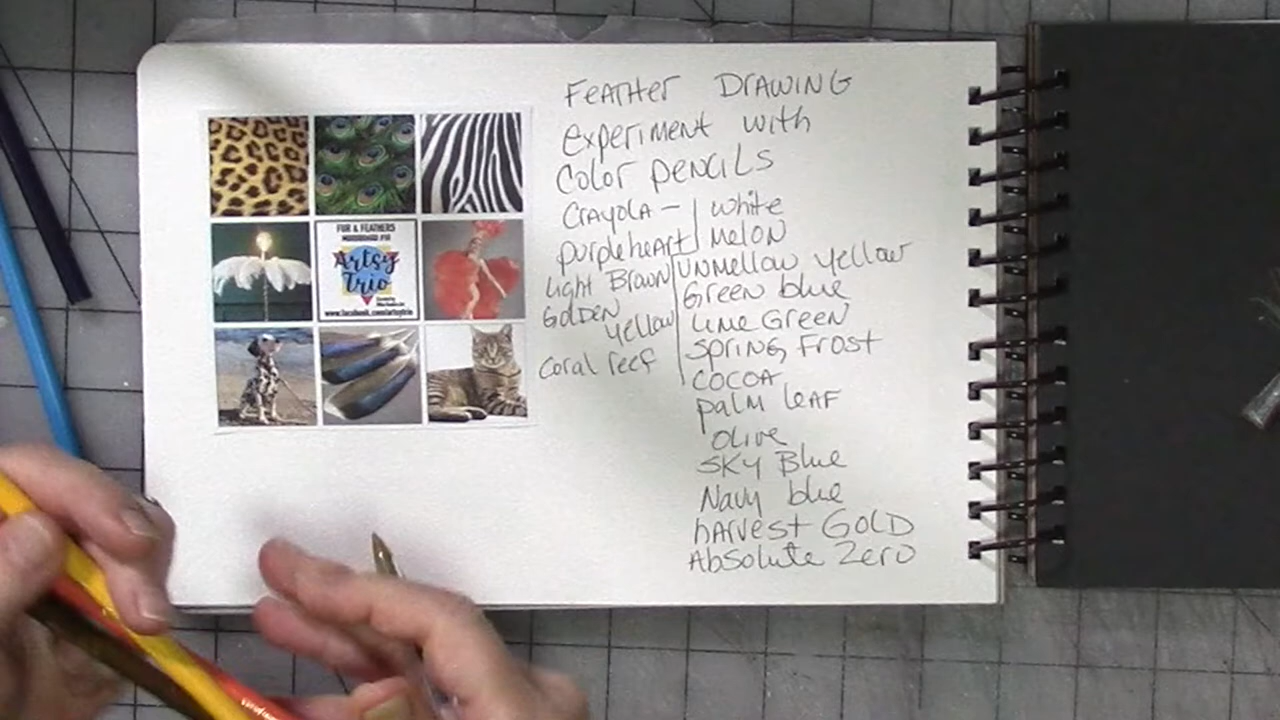 FEATHER DRAWING
Experiment with
Color pencils
Crayola - white
purpleheart MELON
Light Brown UNMELLOW yellow
GOLDEN Green blue
yellow LIME GREEN
Coral reef SPRING FROST
COCOA
PALM LEAF
OLIVE
SKY Blue
Navy blue
harvest GOLD
Absolute Zero
FUR & FEATHERS
Artsy
Trio
www.facebook.com/artsytrio